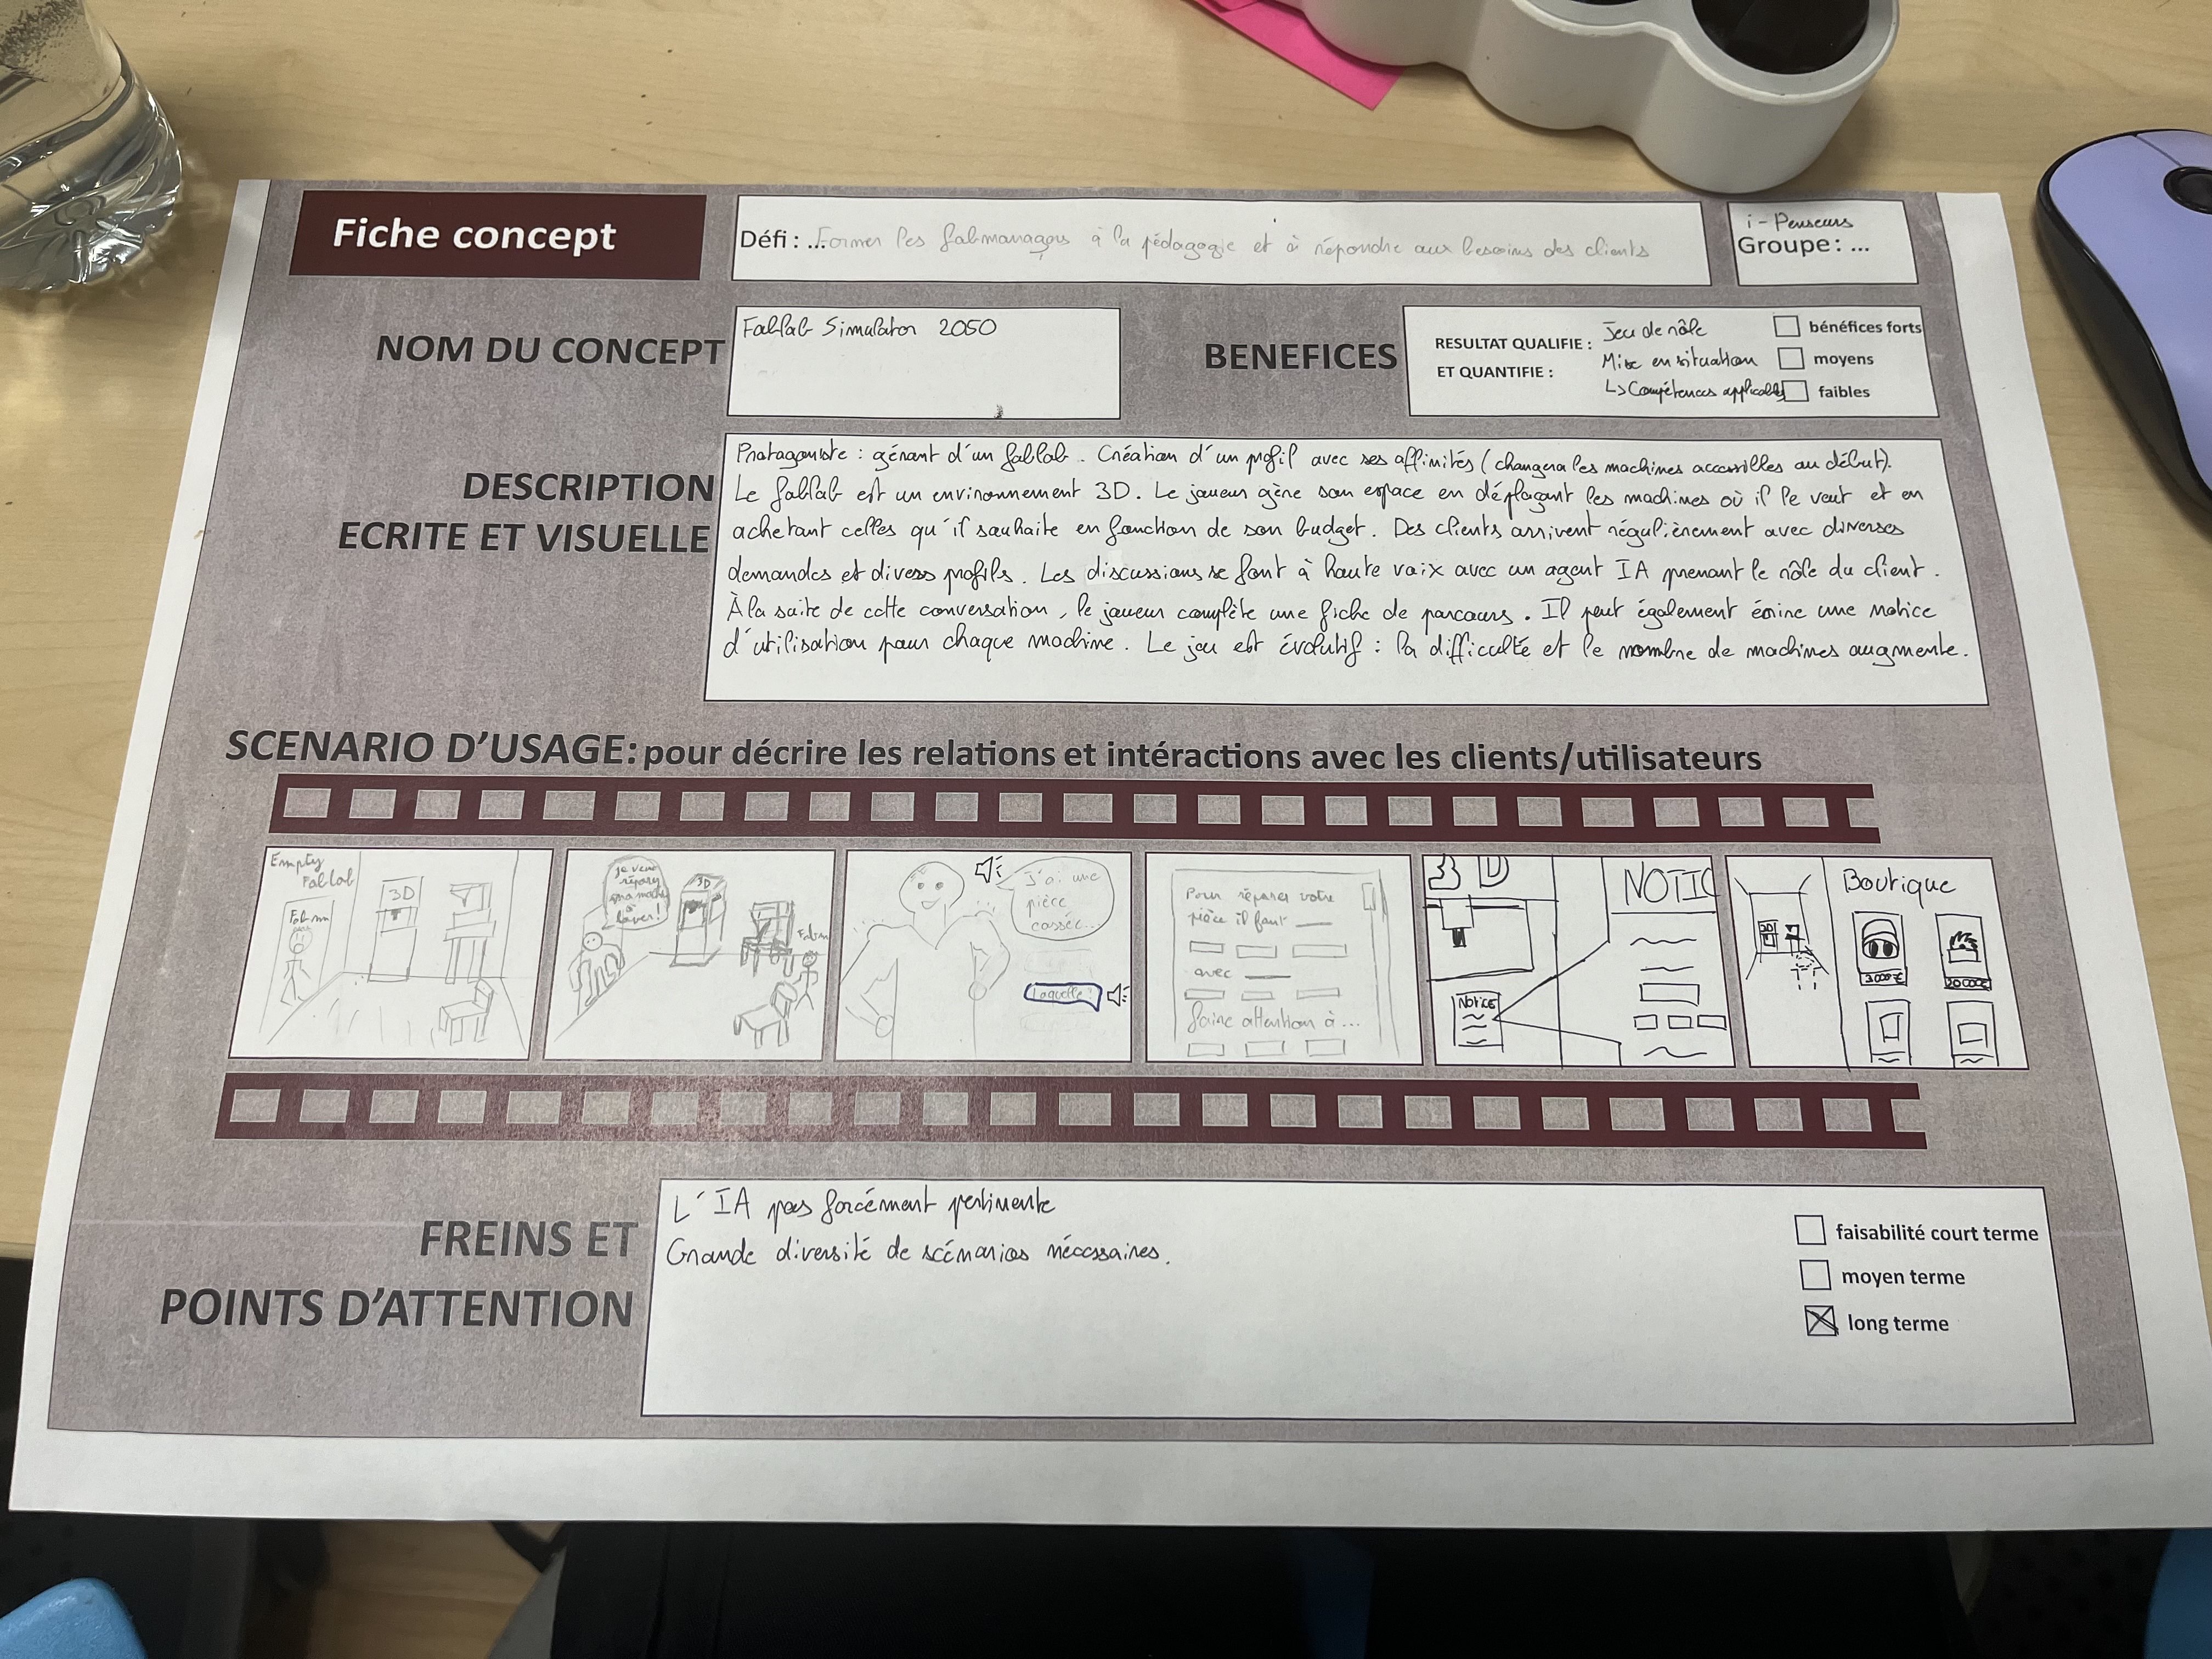 Fiche concept
Défi : ... Former les fabmanagers à la pédagogie et à répondre aux besoins des clients
i-Penseurs
Groupe : ...
NOM DU CONCEPT
Fablab Simulator 2050
BENEFICES
RESULTAT QUALIFIE :
ET QUANTIFIE :
Jeu de rôle
Mise en situation
↳ Compétences applicables
bénéfices forts
moyens
faibles
DESCRIPTION
ECRITE ET VISUELLE
Protagoniste : gérant d'un fablab. Création d'un profil avec ses affinités (changera les machines accessibles au début).
Le fablab est un environnement 3D. Le joueur gère son espace en déplaçant les machines où il le veut et en
achetant celles qu'il souhaite en fonction de son budget. Des clients arrivent régulièrement avec diverses
demandes et divers profils. Les discussions se font à haute voix avec un agent IA prenant le rôle du client.
À la suite de cette conversation, le joueur complète une fiche de parcours. Il peut également écrire une notice
d'utilisation pour chaque machine. Le jeu est évolutif : la difficulté et le nombre de machines augmente.
SCENARIO D'USAGE: pour décrire les relations et intéractions avec les clients/utilisateurs
Empty
FabLab
3D
je veux
réparer
ma machine
à
laver !
3D
J'ai une
pièce
cassée...
Laquelle ?
Pour réparer votre
pièce il faut
avec
faire attention à ...
3D
NOTICE
NOTIC
Boutique
3D
3000€
20000€
FREINS ET
POINTS D'ATTENTION
L'IA pas forcément pertinente
Grande diversité de scénarios nécessaires.
faisabilité court terme
moyen terme
long terme